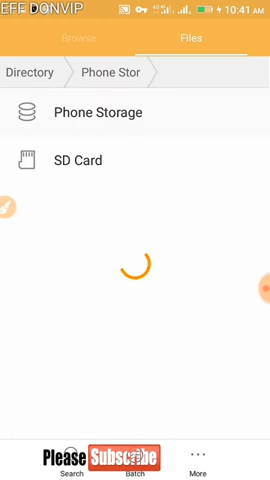 EFE DONVIP
4G 10:41 AM
Browse Files
Directory Phone Stor
Phone Storage
SD Card
Please Subscribe
Search Batch More